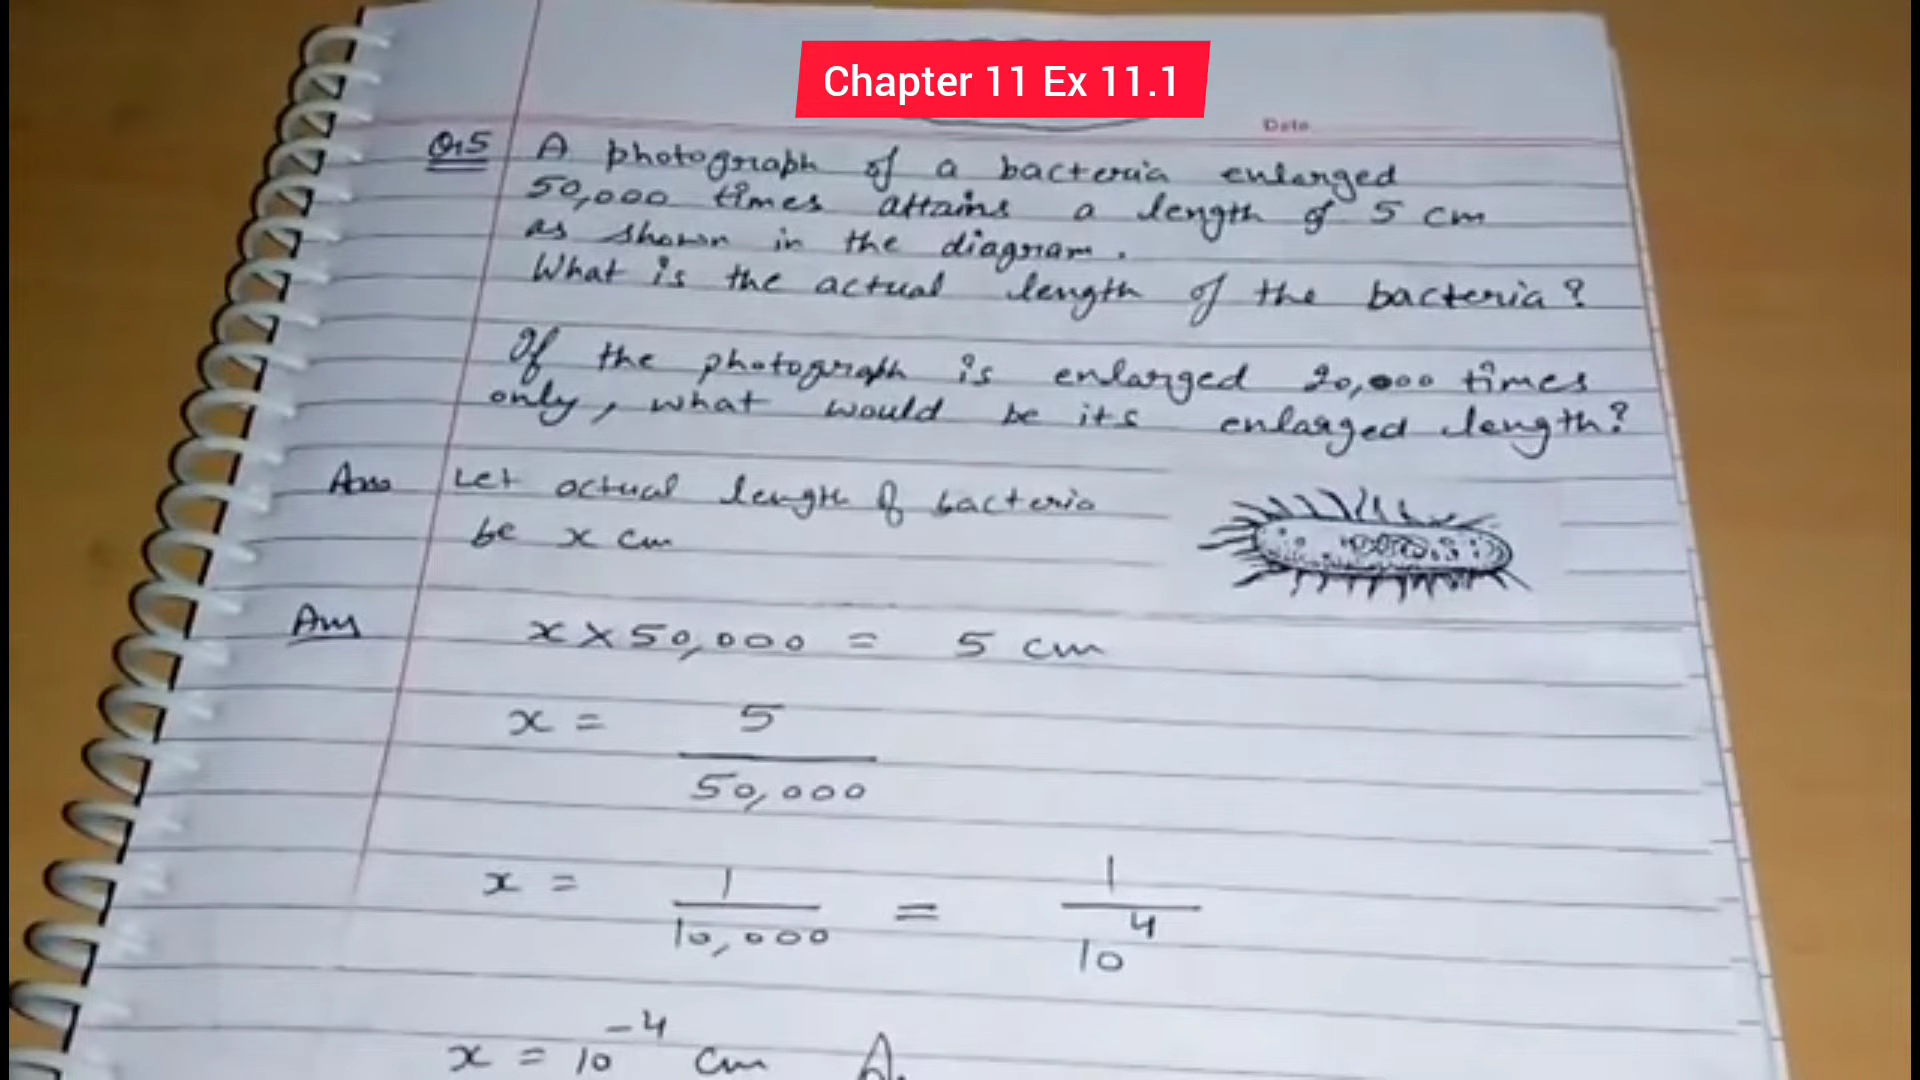 Chapter 11 Ex 11.1
Date
Q.5 A photograph of a bacteria enlarged
50,000 times attains a length of 5 cm
as shown in the diagram.
What is the actual length of the bacteria?
If the photograph is enlarged 20,000 times
only, what would be its enlarged length?
Ans Let actual length of bacteria
be x cm
Ans x × 50,000 = 5 cm
x = 5
50,000
x = 1 = 1
10,000 10^4
x = 10^-4 cm